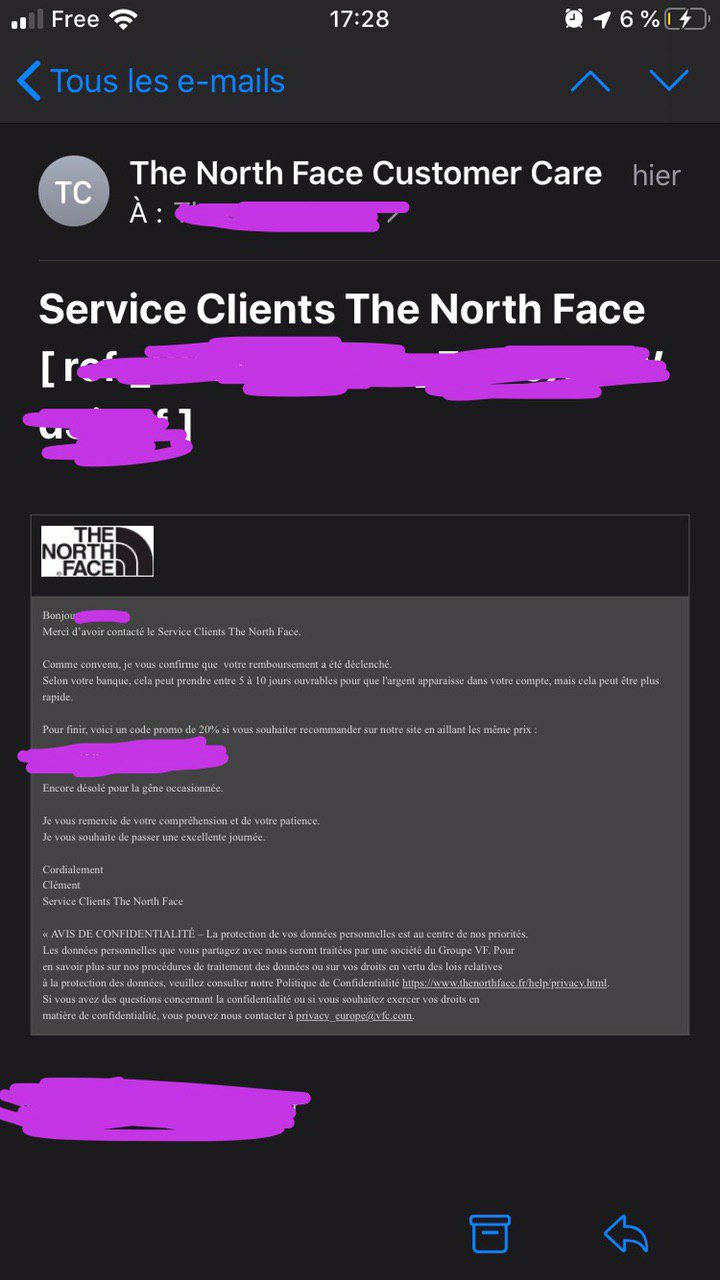 Free 17:28 6 %
Tous les e-mails
TC The North Face Customer Care hier
À :
Service Clients The North Face
[
]
THE
NORTH
FACE
Bonjou
Merci d'avoir contacté le Service Clients The North Face.
Comme convenu, je vous confirme que votre remboursement a été déclenché.
Selon votre banque, cela peut prendre entre 5 à 10 jours ouvrables pour que l'argent apparaisse dans votre compte, mais cela peut être plus
rapide.
Pour finir, voici un code promo de 20% si vous souhaiter recommander sur notre site en aillant les même prix :
Encore désolé pour la gêne occasionnée.
Je vous remercie de votre compréhension et de votre patience.
Je vous souhaite de passer une excellente journée.
Cordialement
Clément
Service Clients The North Face
« AVIS DE CONFIDENTIALITÉ – La protection de vos données personnelles est au centre de nos priorités.
Les données personnelles que vous partagez avec nous seront traitées par une société du Groupe VF. Pour
en savoir plus sur nos procédures de traitement des données ou sur vos droits en vertu des lois relatives
à la protection des données, veuillez consulter notre Politique de Confidentialité https://www.thenorthface.fr/help/privacy.html.
Si vous avez des questions concernant la confidentialité ou si vous souhaitez exercer vos droits en
matière de confidentialité, vous pouvez nous contacter à privacy_europe@vfc.com.